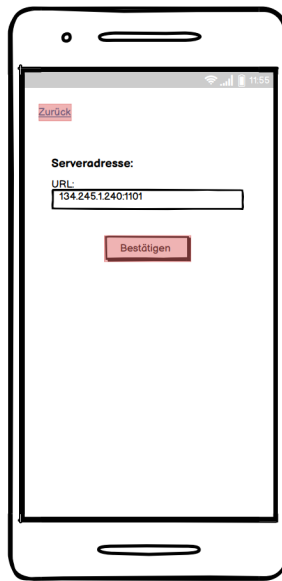 11:55
Zurück
Serveradresse:
URL:
134.245.1.240:1101
Bestätigen